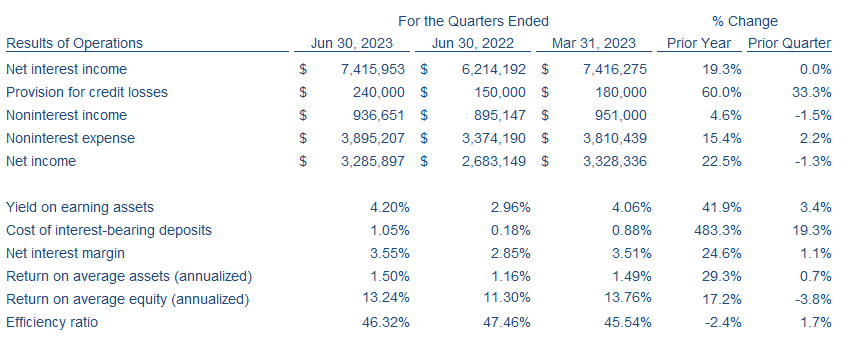 For the Quarters Ended % Change
Results of Operations Jun 30, 2023 Jun 30, 2022 Mar 31, 2023 Prior Year Prior Quarter
Net interest income $ 7,415,953 $ 6,214,192 $ 7,416,275 19.3% 0.0%
Provision for credit losses $ 240,000 $ 150,000 $ 180,000 60.0% 33.3%
Noninterest income $ 936,651 $ 895,147 $ 951,000 4.6% -1.5%
Noninterest expense $ 3,895,207 $ 3,374,190 $ 3,810,439 15.4% 2.2%
Net income $ 3,285,897 $ 2,683,149 $ 3,328,336 22.5% -1.3%
Yield on earning assets 4.20% 2.96% 4.06% 41.9% 3.4%
Cost of interest-bearing deposits 1.05% 0.18% 0.88% 483.3% 19.3%
Net interest margin 3.55% 2.85% 3.51% 24.6% 1.1%
Return on average assets (annualized) 1.50% 1.16% 1.49% 29.3% 0.7%
Return on average equity (annualized) 13.24% 11.30% 13.76% 17.2% -3.8%
Efficiency ratio 46.32% 47.46% 45.54% -2.4% 1.7%